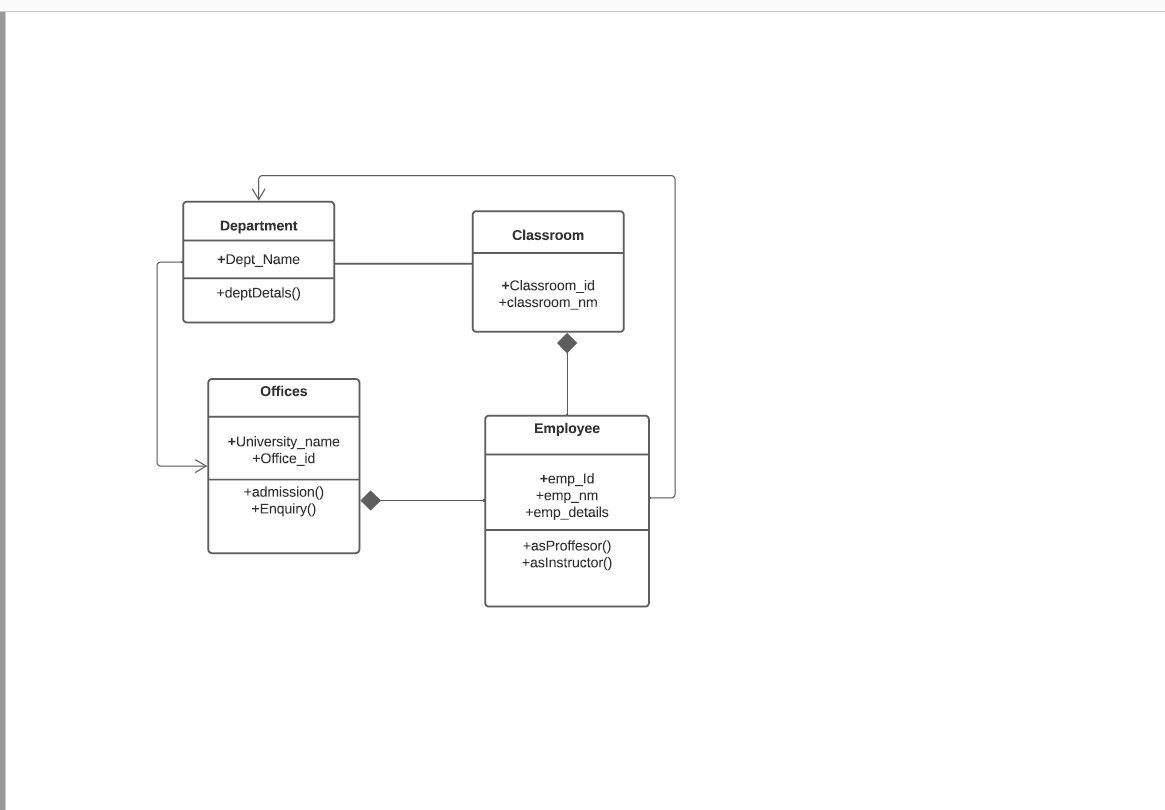 Department
+Dept_Name
+deptDetals()
Classroom
+Classroom_id
+classroom_nm
Offices
+University_name
+Office_id
+admission()
+Enquiry()
Employee
+emp_Id
+emp_nm
+emp_details
+asProffesor()
+asInstructor()